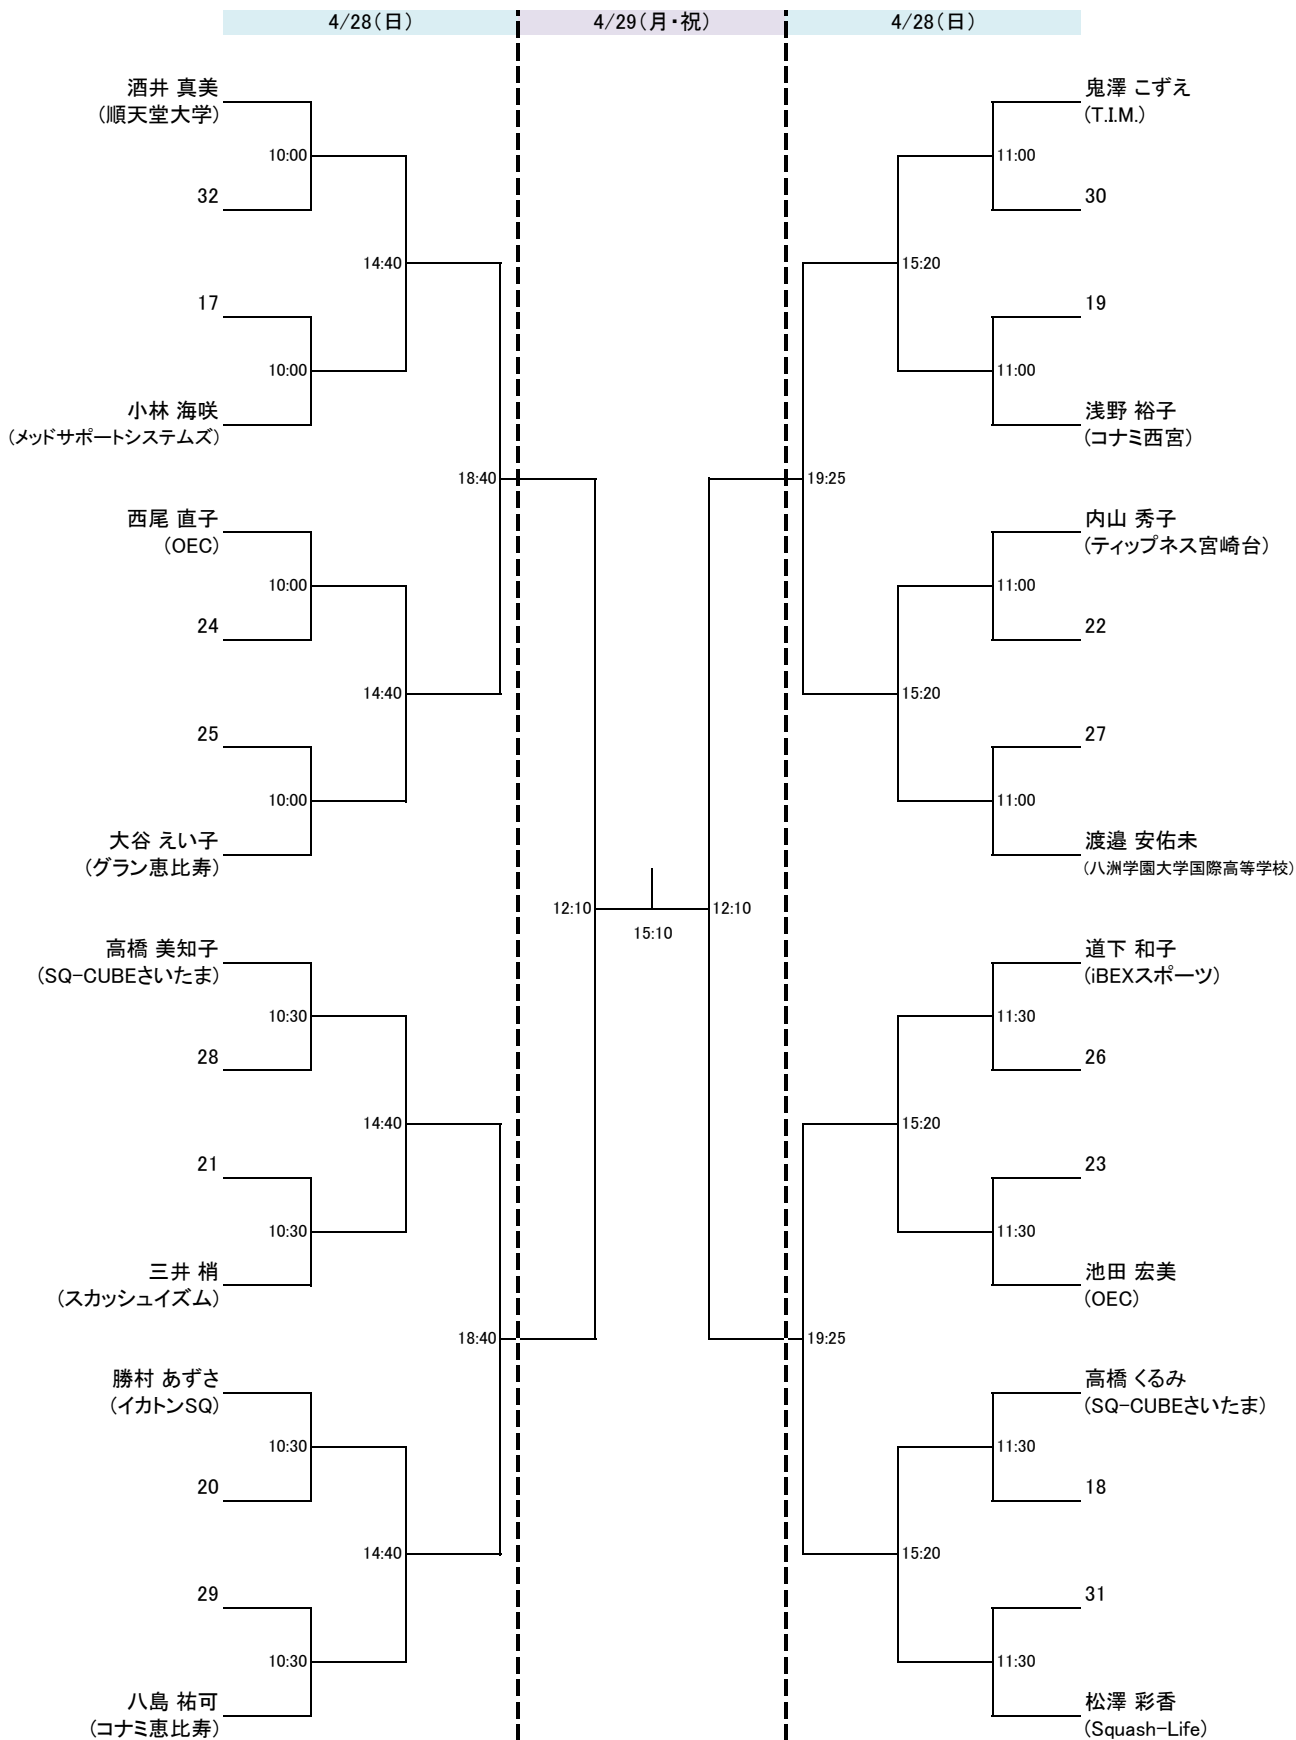 4/28(日)
4/29(月・祝)
4/28(日)
酒井 真美
(順天堂大学)
10:00
32
14:40
17
10:00
小林 海咲
(メッドサポートシステムズ)
18:40
西尾 直子
(OEC)
10:00
24
14:40
25
10:00
大谷 えい子
(グラン恵比寿)
12:10
高橋 美知子
(SQ-CUBEさいたま)
10:30
28
14:40
21
10:30
三井 梢
(スカッシュイズム)
18:40
勝村 あずさ
(イカトンSQ)
10:30
20
14:40
29
10:30
八島 祐可
(コナミ恵比寿)
15:10
鬼澤 こずえ
(T.I.M.)
11:00
30
15:20
19
11:00
浅野 裕子
(コナミ西宮)
19:25
内山 秀子
(ティップネス宮崎台)
11:00
22
15:20
27
11:00
渡邉 安佑未
(八洲学園大学国際高等学校)
12:10
道下 和子
(iBEXスポーツ)
11:30
26
15:20
23
11:30
池田 宏美
(OEC)
19:25
高橋 くるみ
(SQ-CUBEさいたま)
11:30
18
15:20
31
11:30
松澤 彩香
(Squash-Life)